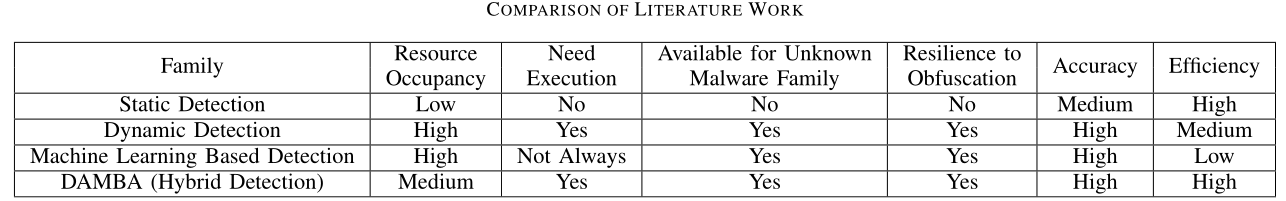 COMPARISON OF LITERATURE WORK
Family Resource Occupancy Need Execution Available for Unknown Malware Family Resilience to Obfuscation Accuracy Efficiency
Static Detection Low No No No Medium High
Dynamic Detection High Yes Yes Yes High Medium
Machine Learning Based Detection High Not Always Yes Yes High Low
DAMBA (Hybrid Detection) Medium Yes Yes Yes High High